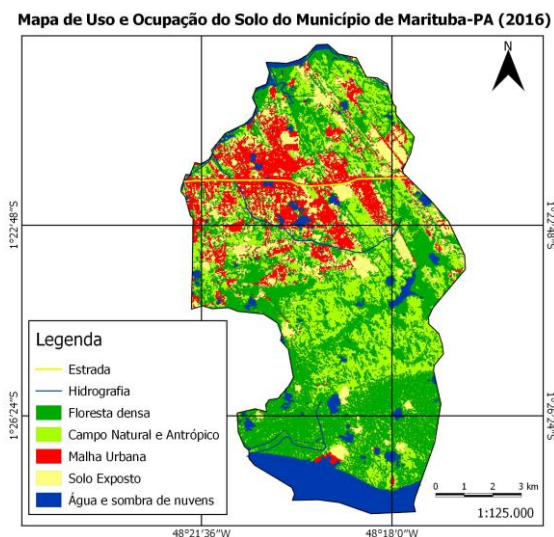 Mapa de Uso e Ocupação do Solo do Município de Marituba-PA (2016)
N
1°22'48"S
1°22'48"S
Legenda
Estrada
Hidrografia
Floresta densa
Campo Natural e Antrópico
Malha Urbana
Solo Exposto
Água e sombra de nuvens
1°26'24"S
1°26'24"S
0 1 2 3 km
1:125.000
48°21'36"W
48°18'0"W